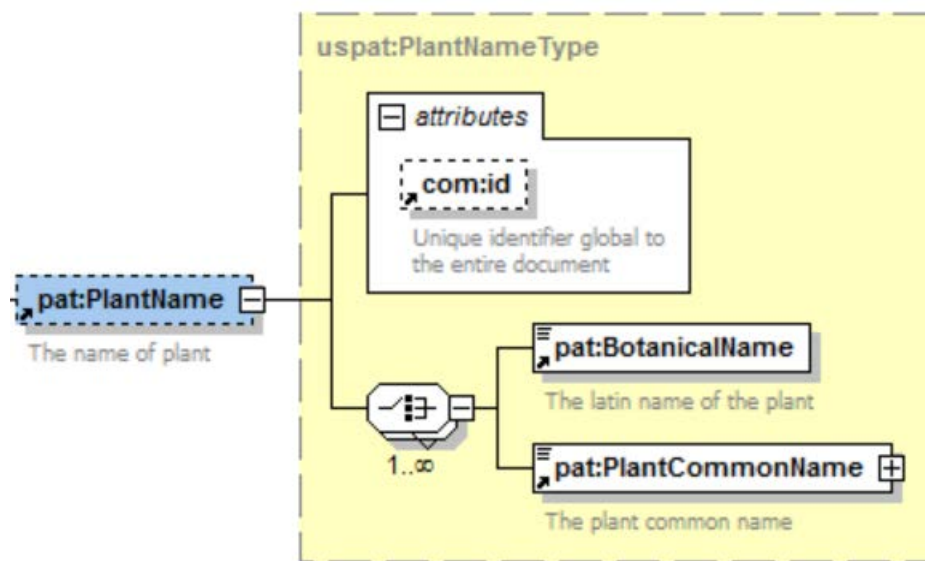 uspat:PlantNameType
attributes
com:id
Unique identifier global to
the entire document
pat:PlantName
The name of plant
pat:BotanicalName
The latin name of the plant
1..∞
pat:PlantCommonName
The plant common name